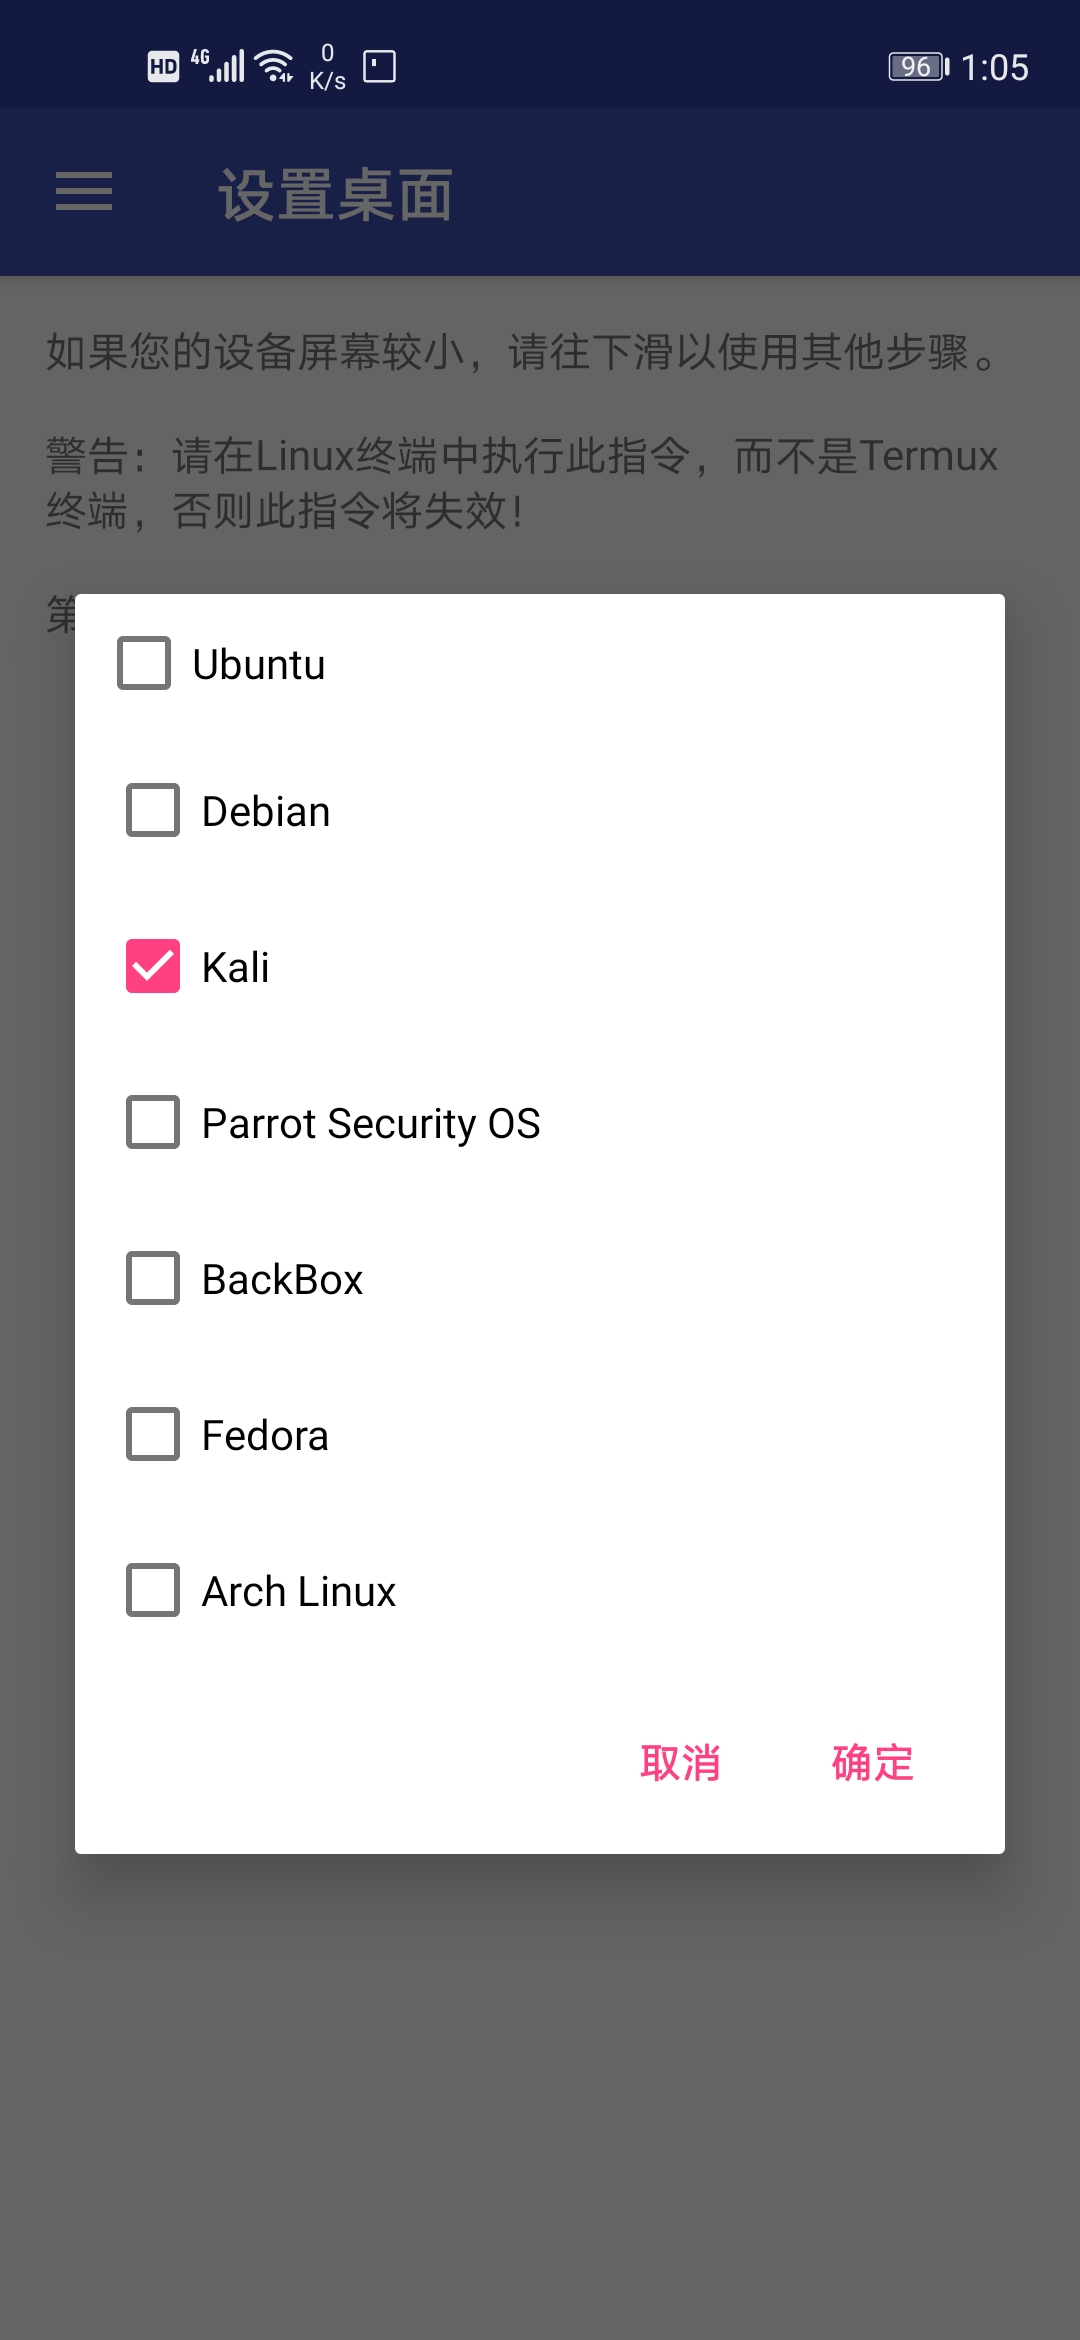 HD 4G 0 K/s 96 1:05
设置桌面
如果您的设备屏幕较小，请往下滑以使用其他步骤。
警告：请在Linux终端中执行此指令，而不是Termux
终端，否则此指令将失效！
第
Ubuntu
Debian
Kali
Parrot Security OS
BackBox
Fedora
Arch Linux
取消 确定